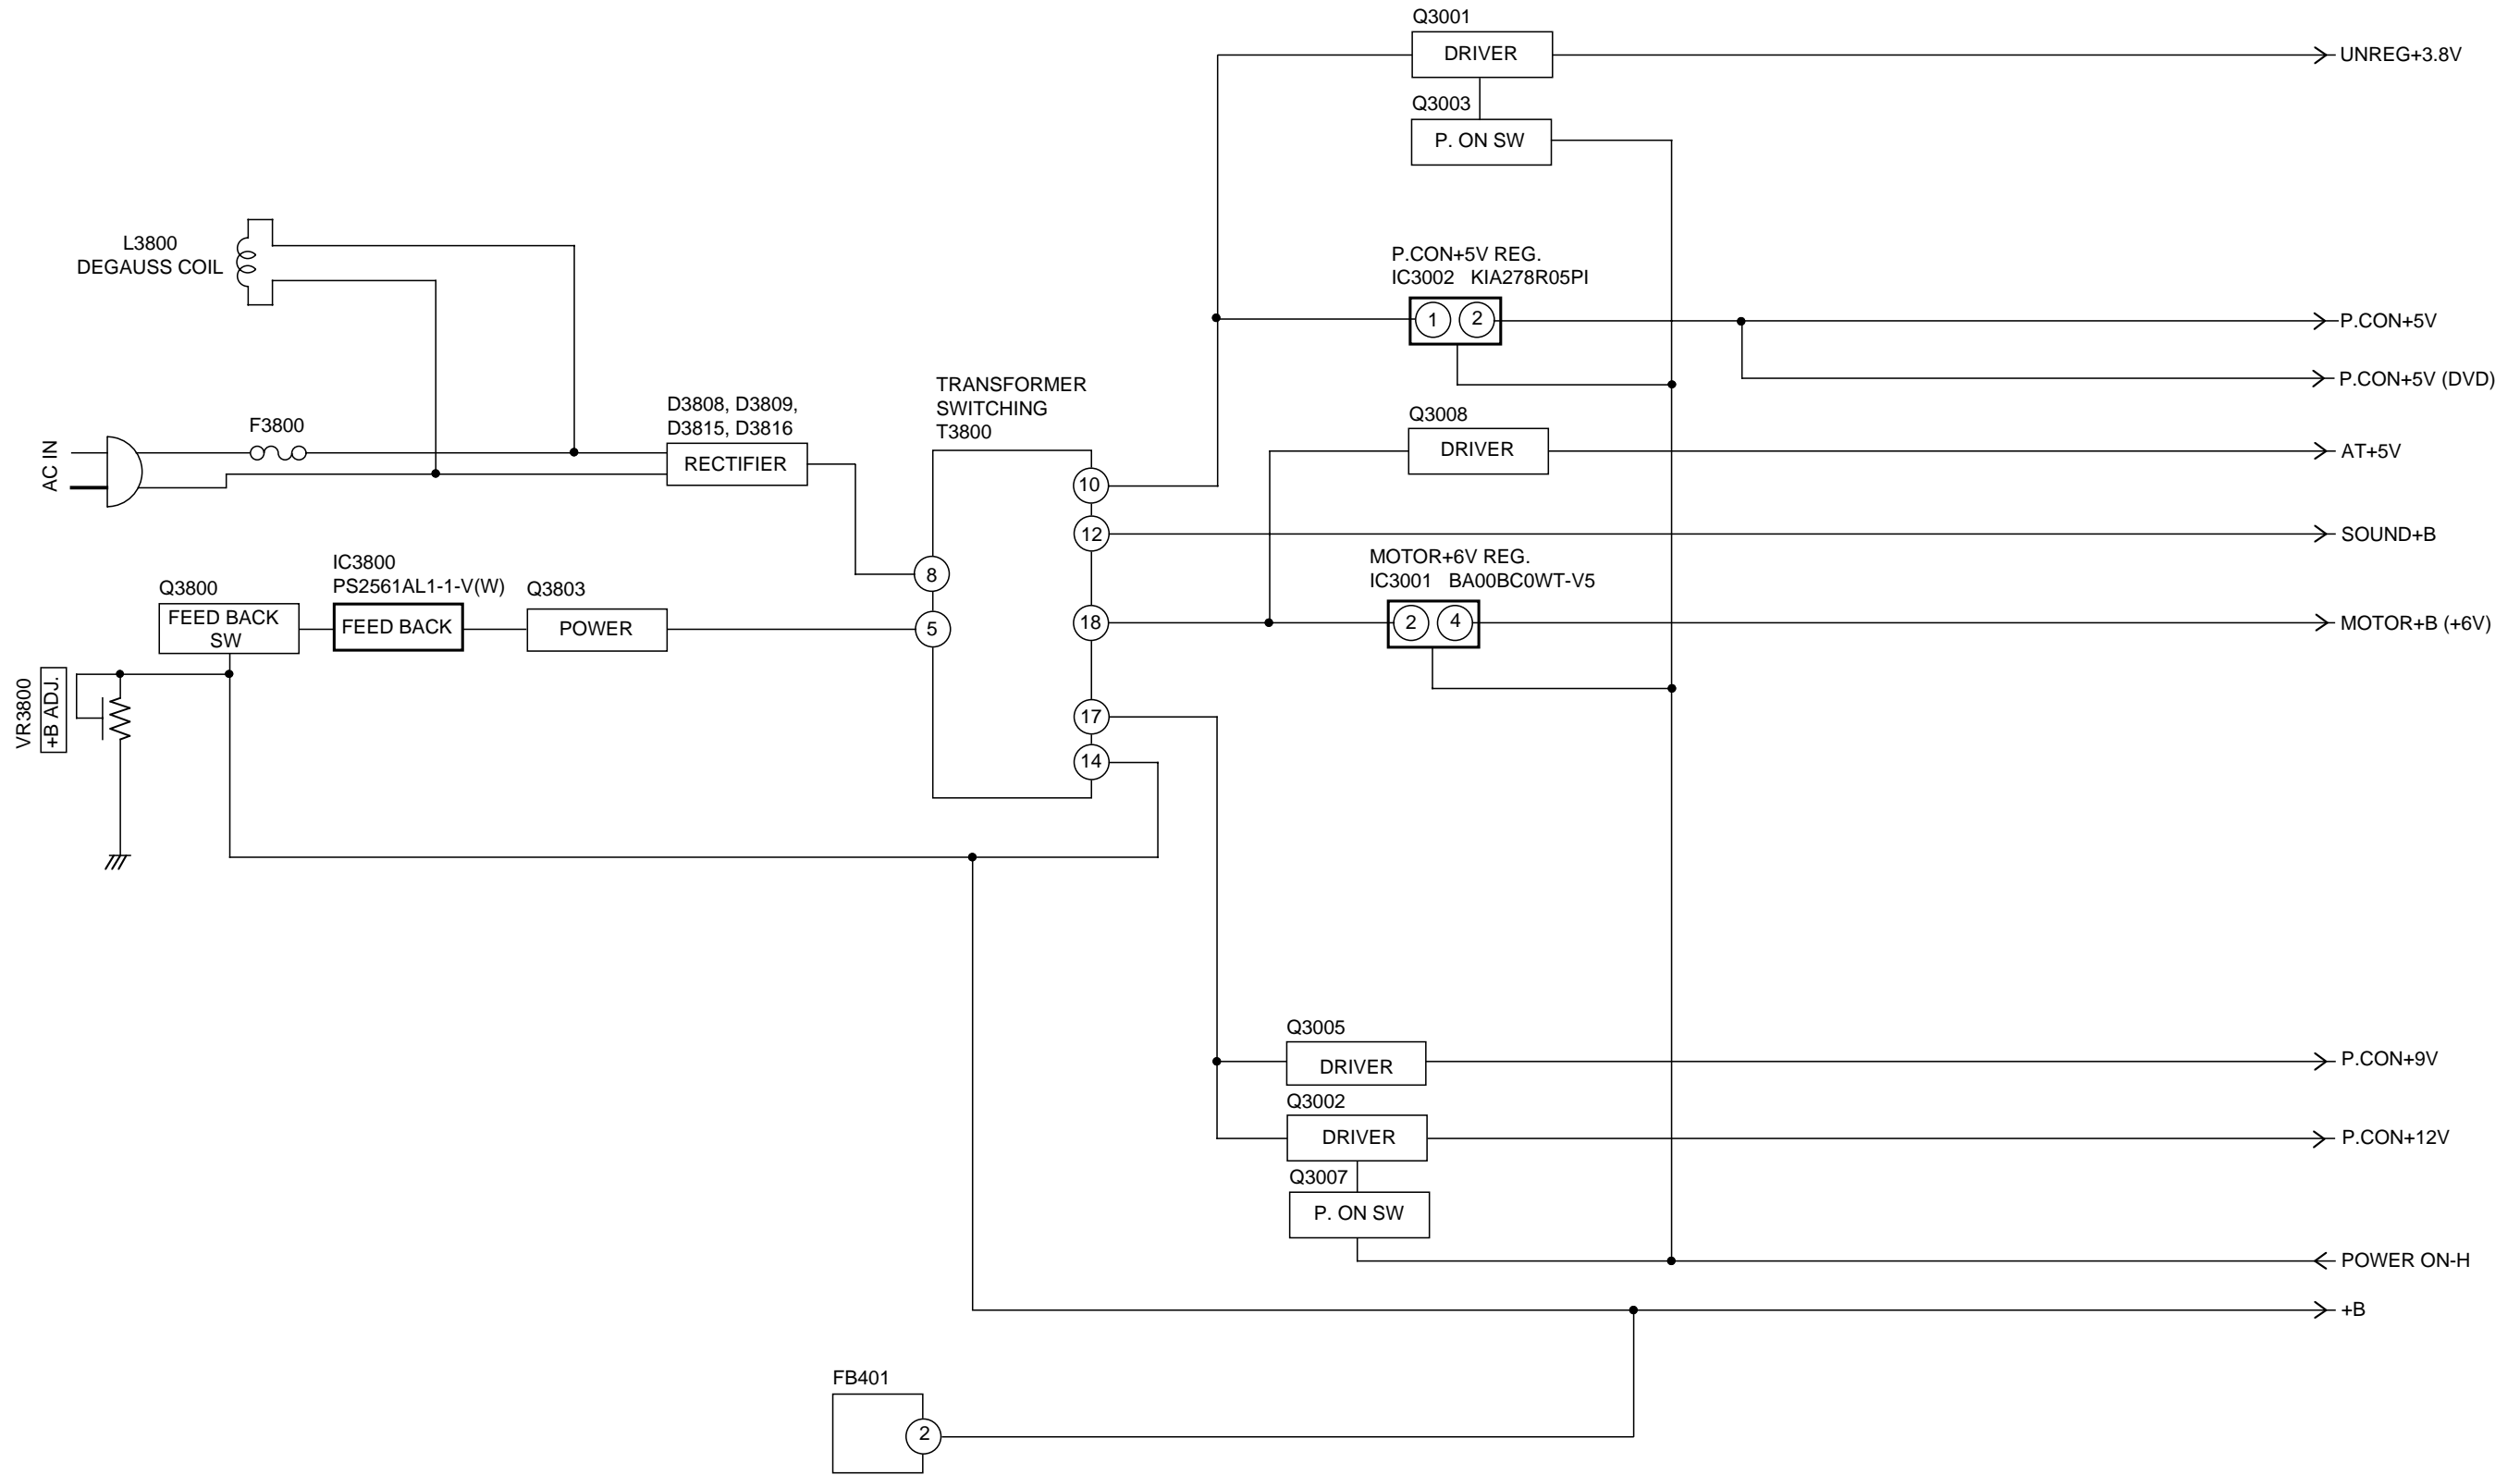 Q3001
DRIVER
UNREG+3.8V
Q3003
P. ON SW
L3800
DEGAUSS COIL
P.CON+5V REG.
IC3002 KIA278R05PI
1
2
P.CON+5V
P.CON+5V (DVD)
TRANSFORMER
SWITCHING
T3800
D3808, D3809,
D3815, D3816
RECTIFIER
F3800
AC IN
Q3008
DRIVER
AT+5V
10
12
SOUND+B
8
5
18
17
14
MOTOR+6V REG.
IC3001 BA00BC0WT-V5
2
4
MOTOR+B (+6V)
IC3800
PS2561AL1-1-V(W)
Q3800
FEED BACK
SW
FEED BACK
Q3803
POWER
VR3800
+B ADJ.
Q3005
DRIVER
P.CON+9V
Q3002
DRIVER
P.CON+12V
Q3007
P. ON SW
POWER ON-H
+B
FB401
2